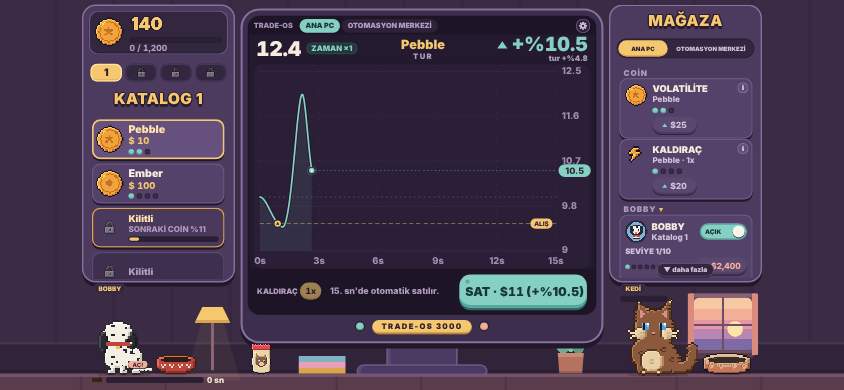 140
0 / 1,200
1
KATALOG 1
Pebble
$ 10
Ember
$ 100
Kilitli
SONRAKİ COİN %11
Kilitli
BOBBY
AÇI
0 sn
TRADE-OS ANA PC OTOMASYON MERKEZİ
12.4 ZAMAN ×1
Pebble
TUR
▲ +%10.5
tur +%4.8
12.5
11.6
10.7
10.5
9.8
ALIŞ
9
0s 3s 6s 9s 12s 15s
KALDIRAÇ 1x 15. sn'de otomatik satılır.
SAT · $11 (+%10.5)
TRADE-OS 3000
MAĞAZA
ANA PC OTOMASYON MERKEZİ
COİN
VOLATİLİTE
Pebble
▲ $25
KALDIRAÇ
Pebble · 1x
▲ $20
BOBBY ▼
BOBBY
Katalog 1
AÇIK
SEVİYE 1/10
$2,400
▼ daha fazla
KEDİ